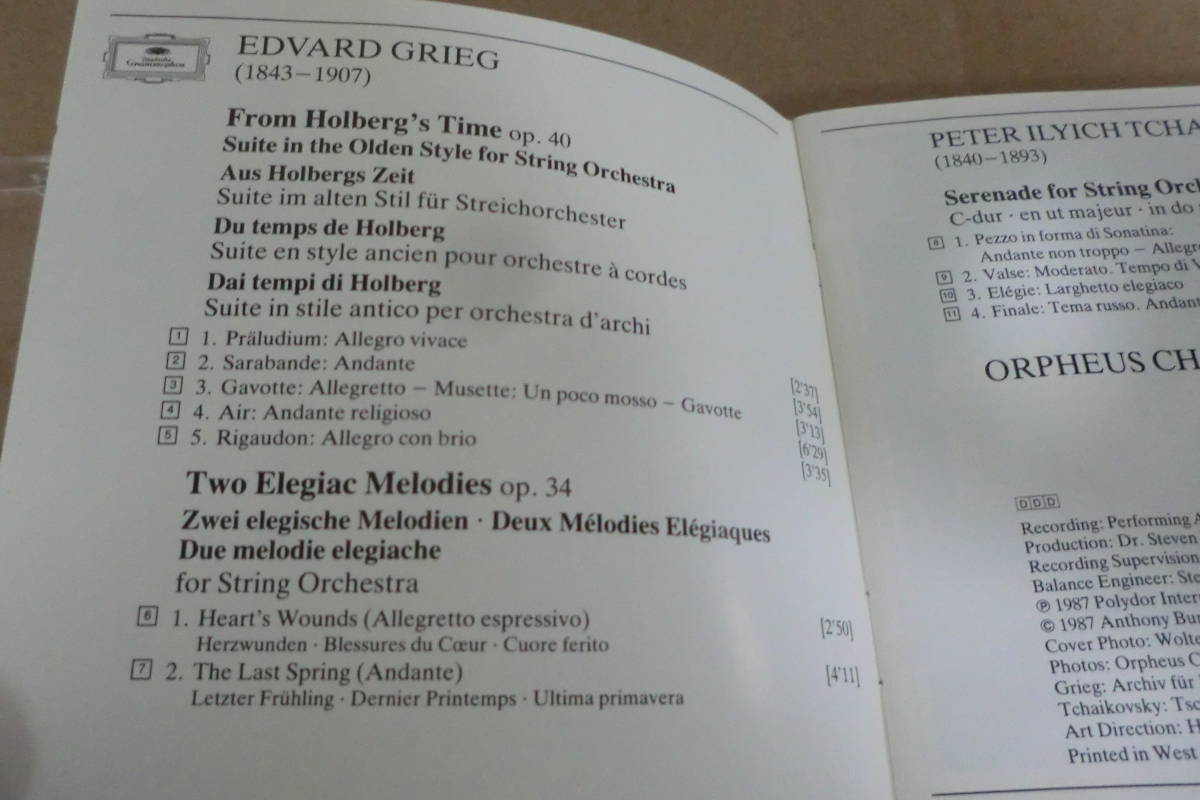 Deutsche
Grammophon
EDVARD GRIEG
(1843–1907)
From Holberg's Time op. 40
Suite in the Olden Style for String Orchestra
Aus Holbergs Zeit
Suite im alten Stil für Streichorchester
Du temps de Holberg
Suite en style ancien pour orchestre à cordes
Dai tempi di Holberg
Suite in stile antico per orchestra d'archi
1 1. Präludium: Allegro vivace [2'37]
2 2. Sarabande: Andante [3'54]
3 3. Gavotte: Allegretto – Musette: Un poco mosso – Gavotte [3'13]
4 4. Air: Andante religioso [6'29]
5 5. Rigaudon: Allegro con brio [3'35]
Two Elegiac Melodies op. 34
Zwei elegische Melodien · Deux Mélodies Elégiaques
Due melodie elegiache
for String Orchestra
6 1. Heart's Wounds (Allegretto espressivo) [2'50]
Herzwunden · Blessures du Cœur · Cuore ferito
7 2. The Last Spring (Andante) [4'11]
Letzter Frühling · Dernier Printemps · Ultima primavera
PETER ILYICH TCHA
(1840–1893)
Serenade for String Orch
C-dur · en ut majeur · in do
8 1. Pezzo in forma di Sonatina:
Andante non troppo – Allegr
9 2. Valse: Moderato. Tempo di V
10 3. Elégie: Larghetto elegiaco
11 4. Finale: Tema russo. Andant
ORPHEUS CH
DDD
Recording: Performing A
Production: Dr. Steven
Recording Supervision
Balance Engineer: Ste
℗ 1987 Polydor Inter
© 1987 Anthony Bur
Cover Photo: Wolfe
Photos: Orpheus C
Grieg: Archiv für
Tchaikovsky: Tsc
Art Direction: H
Printed in West